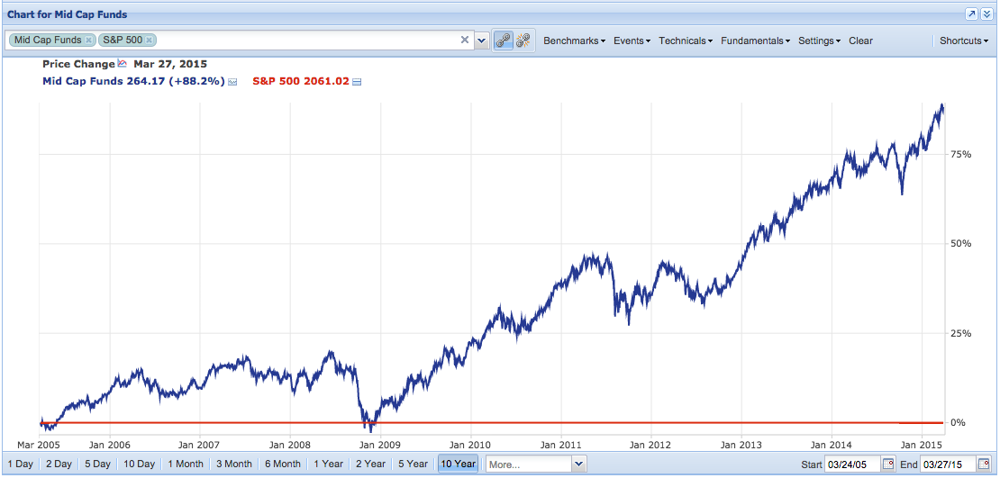 Chart for Mid Cap Funds
Mid Cap Funds S&P 500 Benchmarks Events Technicals Fundamentals Settings Clear Shortcuts
Price Change Mar 27, 2015
Mid Cap Funds 264.17 (+88.2%) S&P 500 2061.02
75%
50%
25%
0%
Mar 2005 Jan 2006 Jan 2007 Jan 2008 Jan 2009 Jan 2010 Jan 2011 Jan 2012 Jan 2013 Jan 2014 Jan 2015
1 Day 2 Day 5 Day 10 Day 1 Month 3 Month 6 Month 1 Year 2 Year 5 Year 10 Year More... Start 03/24/05 End 03/27/15